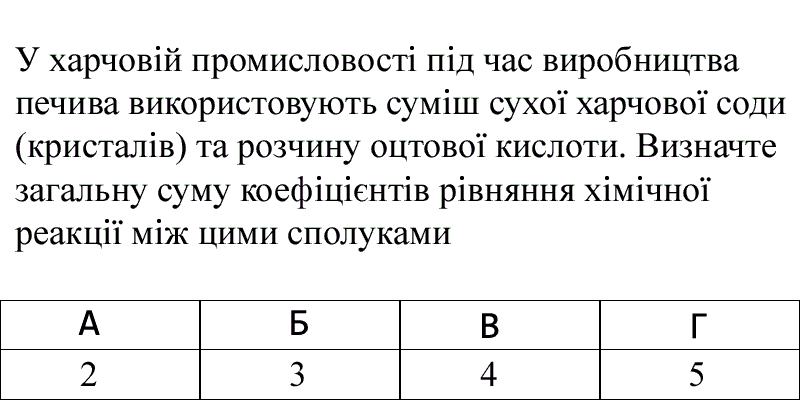 У харчовій промисловості під час виробництва
печива використовують суміш сухої харчової соди
(кристалів) та розчину оцтової кислоти. Визначте
загальну суму коефіцієнтів рівняння хімічної
реакції між цими сполуками
А Б В Г
2 3 4 5